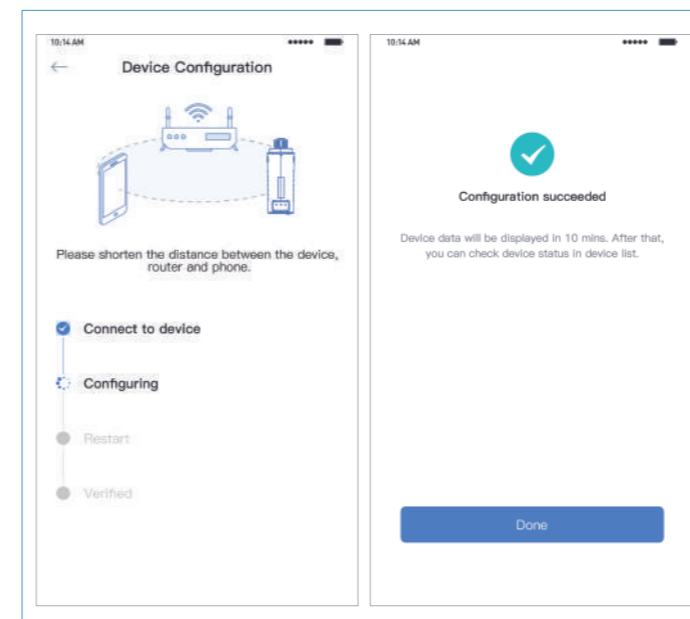 10:14 AM
Device Configuration
Please shorten the distance between the device,
router and phone.
Connect to device
Configuring
Restart
Verified
10:14 AM
Configuration succeeded
Device data will be displayed in 10 mins. After that,
you can check device status in device list.
Done